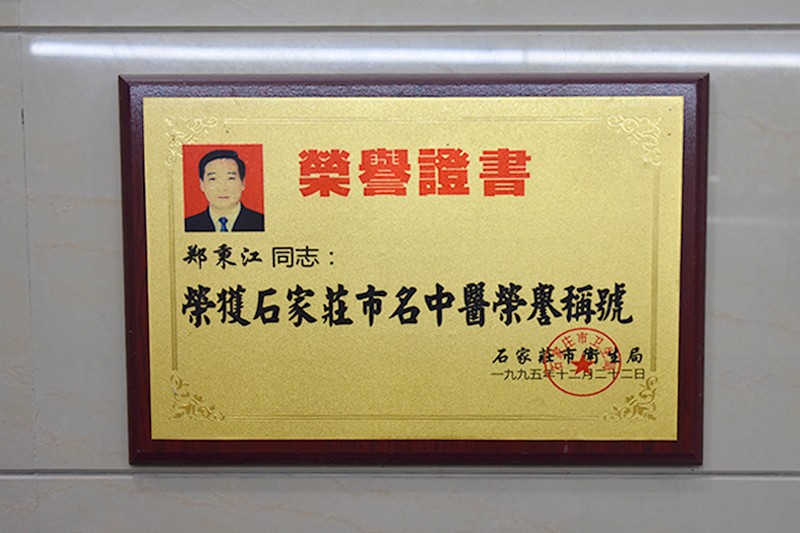 榮譽證書
郑秉江同志：
榮獲石家莊市名中醫榮譽稱號
石家莊市衛生局
一九九五年十二月二十二日